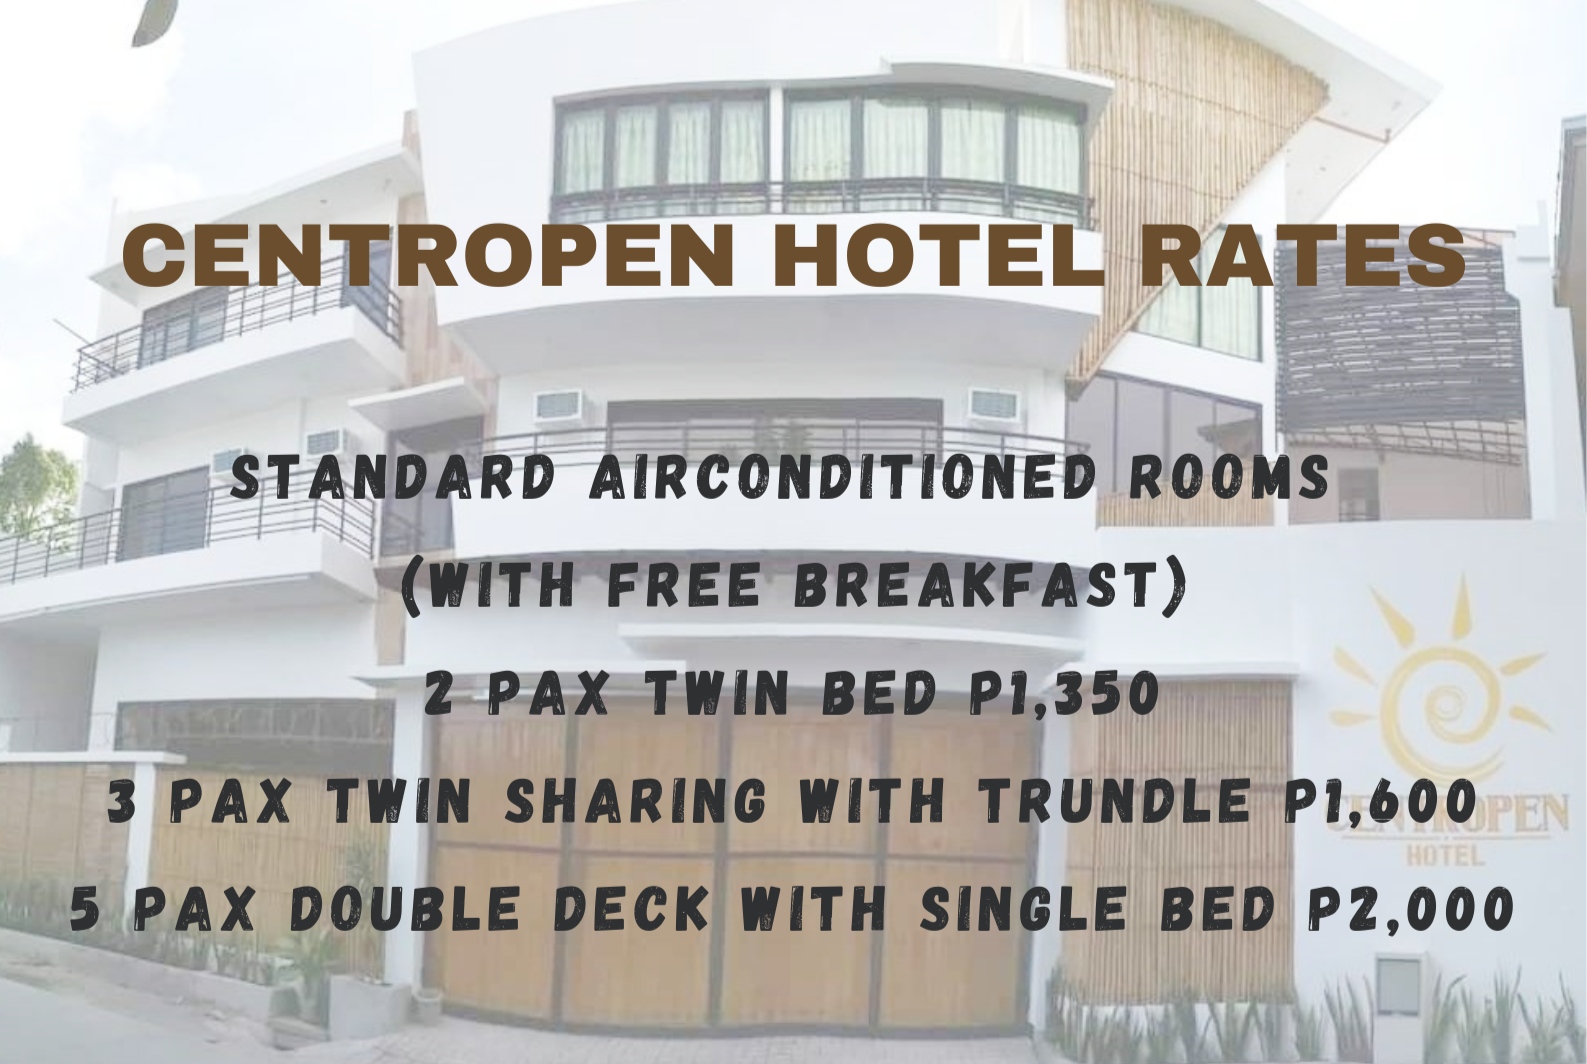 CENTROPEN HOTEL RATES
STANDARD AIRCONDITIONED ROOMS
(WITH FREE BREAKFAST)
2 PAX TWIN BED P1,350
3 PAX TWIN SHARING WITH TRUNDLE P1,600
CENTROPEN
HOTEL
5 PAX DOUBLE DECK WITH SINGLE BED P2,000